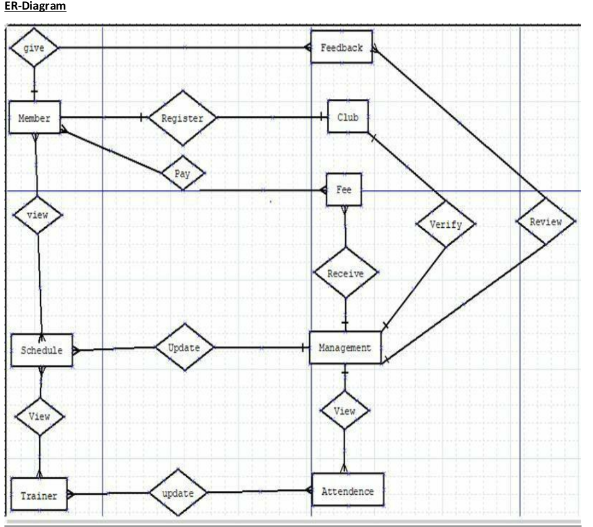 ER-Diagram
give
Feedback
Member
Register
Club
Pay
Fee
view
Verify
Review
Receive
Schedule
Update
Management
View
View
Trainer
update
Attendence